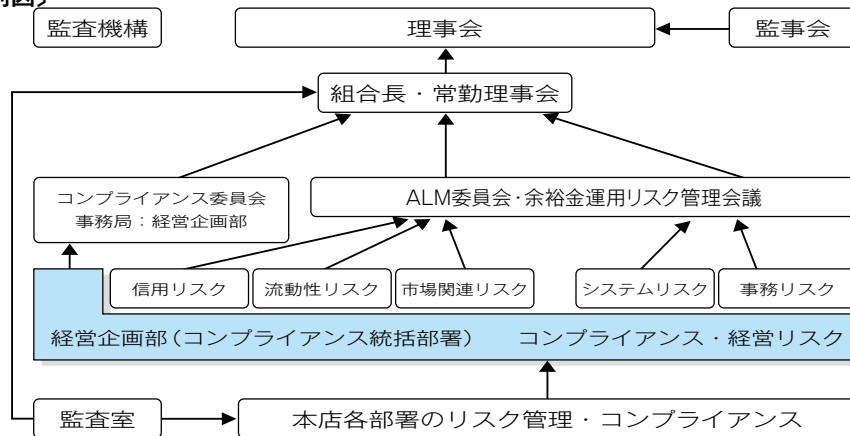 監査機構
理事会
監事会
組合長・常勤理事会
コンプライアンス委員会
事務局：経営企画部
ALM委員会・余裕金運用リスク管理会議
信用リスク
流動性リスク
市場関連リスク
システムリスク
事務リスク
経営企画部（コンプライアンス統括部署） コンプライアンス・経営リスク
監査室
本店各部署のリスク管理・コンプライアンス